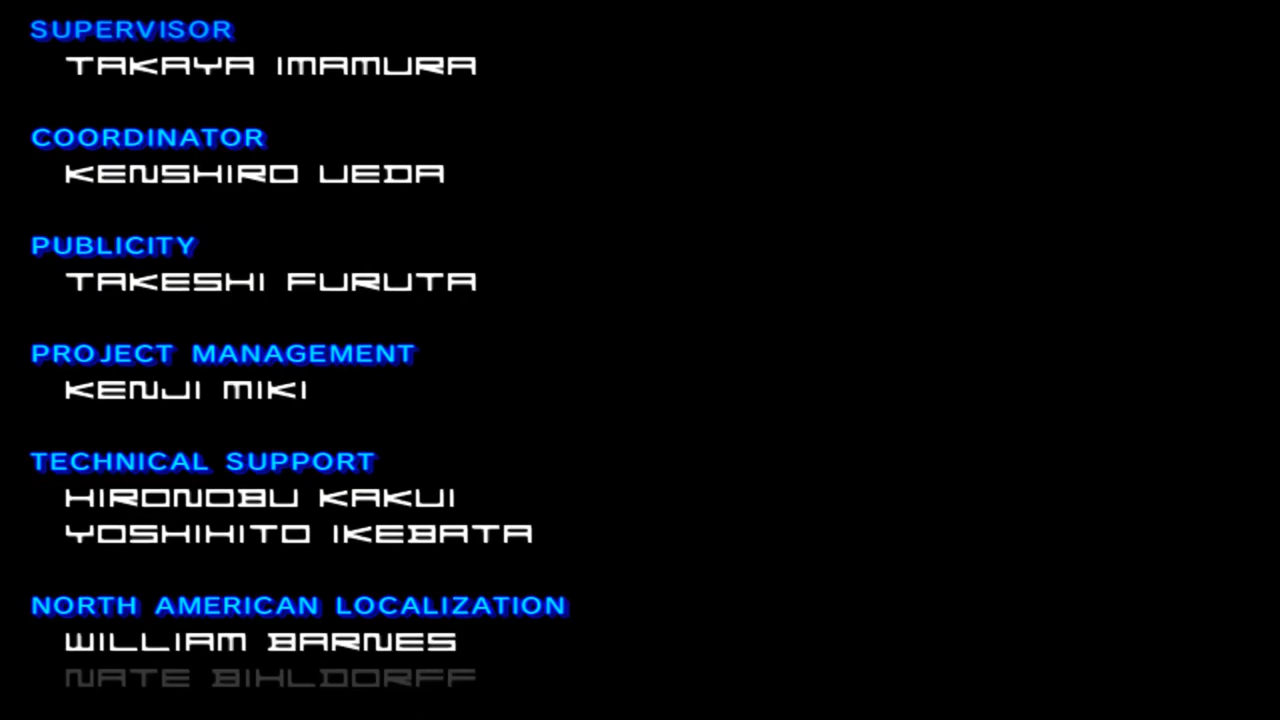 SUPERVISOR
TAKAYA IMAMURA
COORDINATOR
KENSHIRO UEDA
PUBLICITY
TAKESHI FURUTA
PROJECT MANAGEMENT
KENJI MIKI
TECHNICAL SUPPORT
HIRONOBU KAKUI
YOSHIHITO IKEBATA
NORTH AMERICAN LOCALIZATION
WILLIAM BARNES
NATE BIHLDORFF